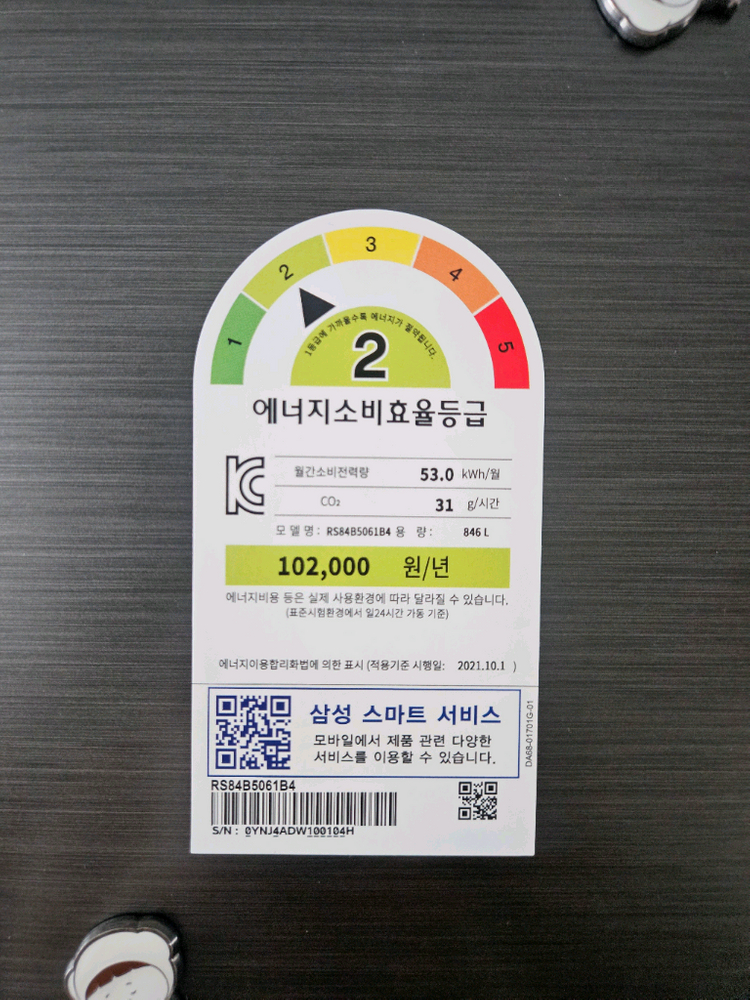 1 2 3 4 5
1등급에 가까울수록 에너지가 절약됩니다.
2
에너지소비효율등급
월간소비전력량 53.0 kWh/월
CO₂ 31 g/시간
모 델 명 : RS84B5061B4 용 량 : 846 L
102,000 원/년
에너지비용 등은 실제 사용환경에 따라 달라질 수 있습니다.
(표준시험환경에서 일24시간 가동 기준)
에너지이용합리화법에 의한 표시 (적용기준 시행일: 2021.10.1 )
삼성 스마트 서비스
모바일에서 제품 관련 다양한
서비스를 이용할 수 있습니다.
DA68-01701G-01
RS84B5061B4
S/N : 0YNJ4ADW100104H